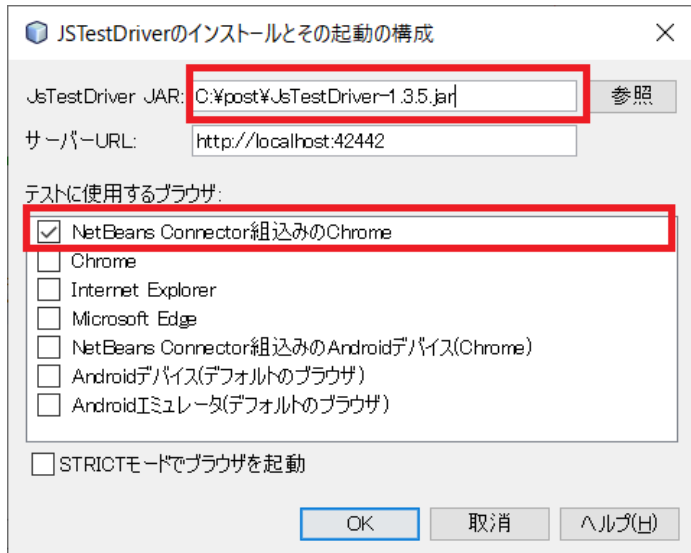 JSTestDriverのインストールとその起動の構成
JsTestDriver JAR: C:¥post¥JsTestDriver-1.3.5.jar 参照
サーバーURL: http://localhost:42442
テストに使用するブラウザ:
NetBeans Connector組込みのChrome
Chrome
Internet Explorer
Microsoft Edge
NetBeans Connector組込みのAndroidデバイス(Chrome)
Androidデバイス(デフォルトのブラウザ)
Androidエミュレータ(デフォルトのブラウザ)
STRICTモードでブラウザを起動
OK 取消 ヘルプ(H)